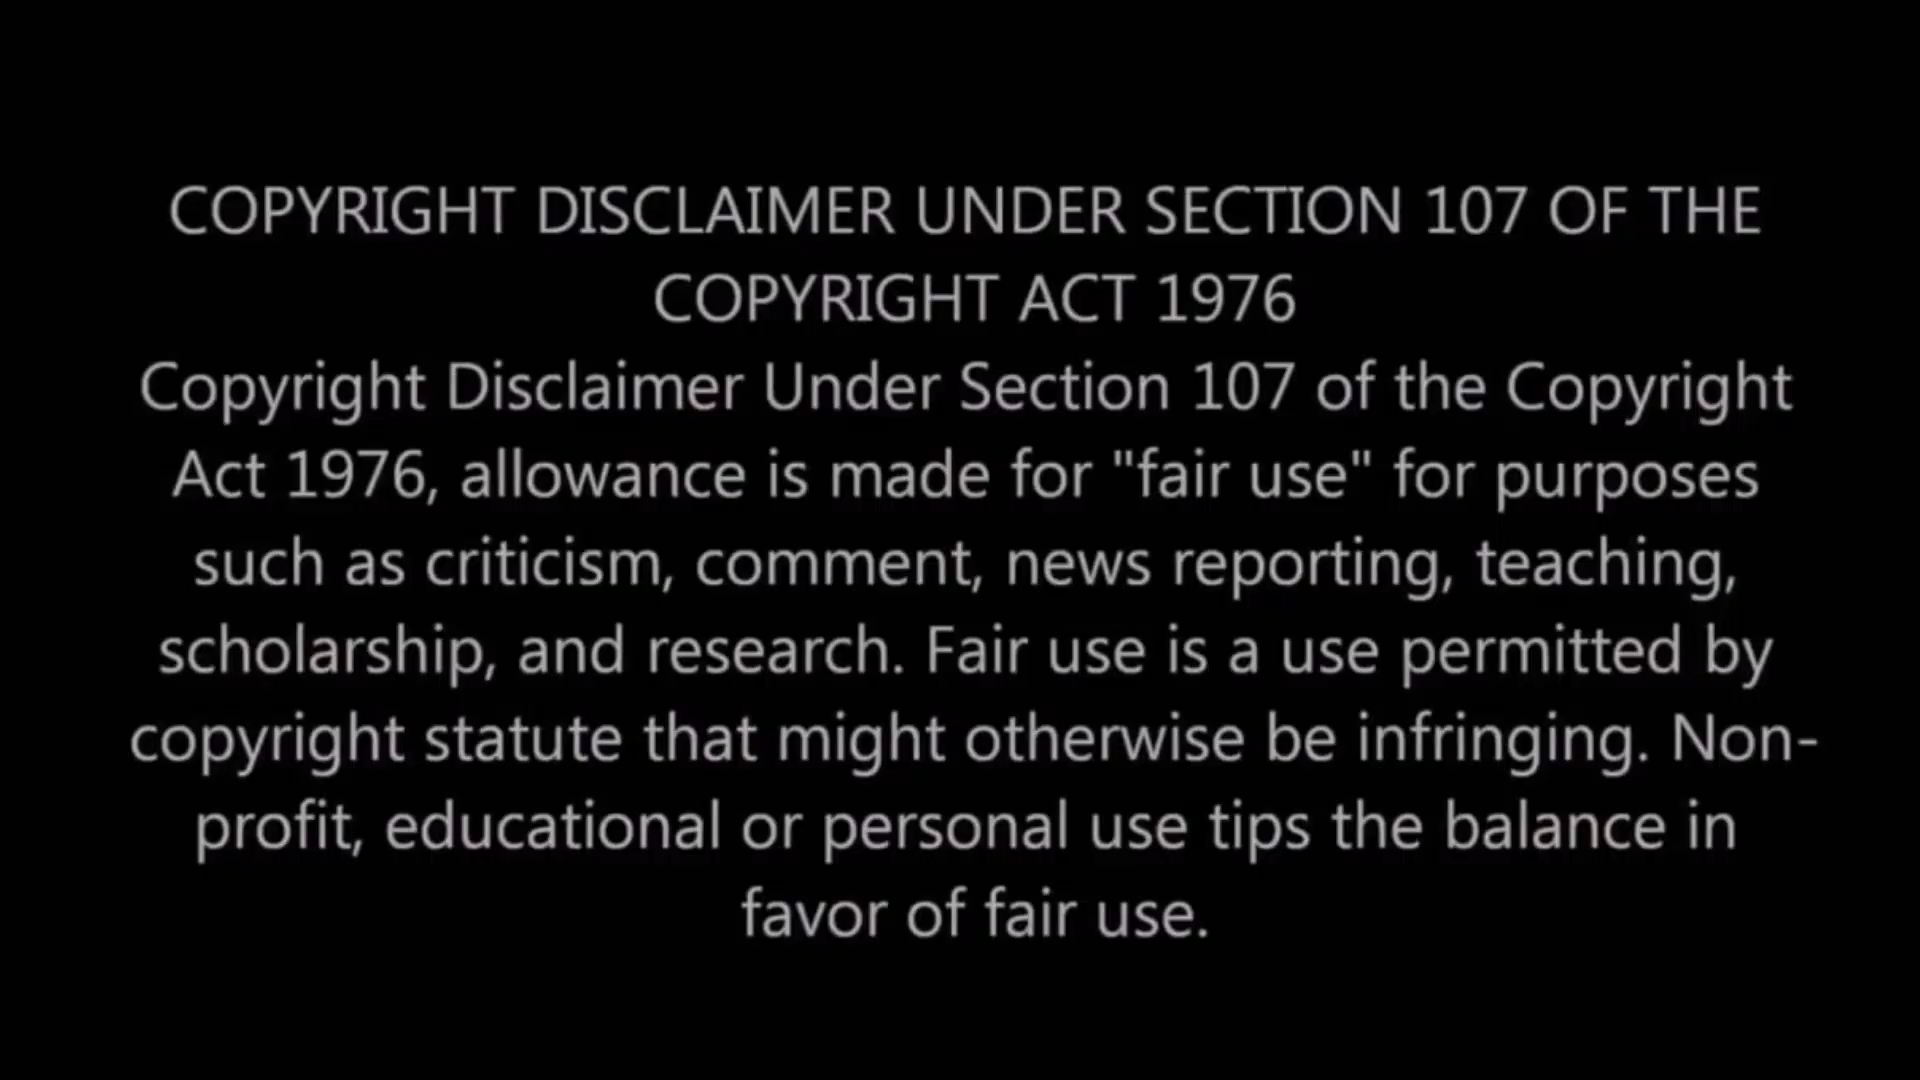 COPYRIGHT DISCLAIMER UNDER SECTION 107 OF THE
COPYRIGHT ACT 1976
Copyright Disclaimer Under Section 107 of the Copyright
Act 1976, allowance is made for "fair use" for purposes
such as criticism, comment, news reporting, teaching,
scholarship, and research. Fair use is a use permitted by
copyright statute that might otherwise be infringing. Non-
profit, educational or personal use tips the balance in
favor of fair use.